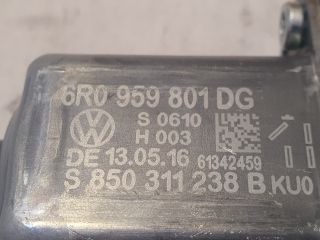 6R0 959 801 DG
S 0610
H 003
DE 13.05.16 61342459
S 850 311 238 B KU0